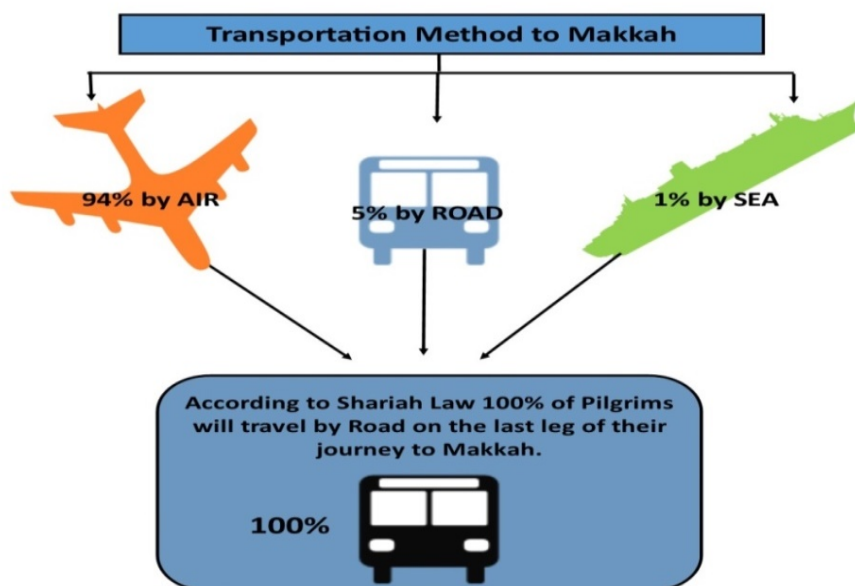 Transportation Method to Makkah
94% by AIR
5% by ROAD
1% by SEA
According to Shariah Law 100% of Pilgrims
will travel by Road on the last leg of their
journey to Makkah.
100%